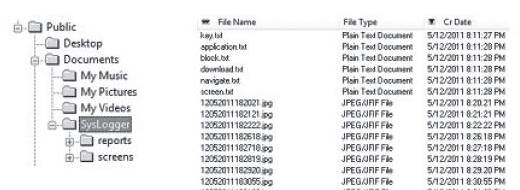 Public
Desktop
Documents
My Music
My Pictures
My Videos
SysLogger
reports
screens
File Name File Type Cr Date
key.txt Plain Text Document 5/12/2011 8:11:27 PM
application.txt Plain Text Document 5/12/2011 8:11:28 PM
block.txt Plain Text Document 5/12/2011 8:11:28 PM
download.txt Plain Text Document 5/12/2011 8:11:28 PM
navigate.txt Plain Text Document 5/12/2011 8:11:28 PM
screen.txt Plain Text Document 5/12/2011 8:11:28 PM
12052011182021.jpg JPEG/JFIF File 5/12/2011 8:20:21 PM
12052011182121.jpg JPEG/JFIF File 5/12/2011 8:21:21 PM
12052011182222.jpg JPEG/JFIF File 5/12/2011 8:22:22 PM
12052011182618.jpg JPEG/JFIF File 5/12/2011 8:26:18 PM
12052011182718.jpg JPEG/JFIF File 5/12/2011 8:27:18 PM
12052011182819.jpg JPEG/JFIF File 5/12/2011 8:28:19 PM
12052011182920.jpg JPEG/JFIF File 5/12/2011 8:29:20 PM
12052011183055.jpg JPEG/JFIF File 5/12/2011 8:30:55 PM